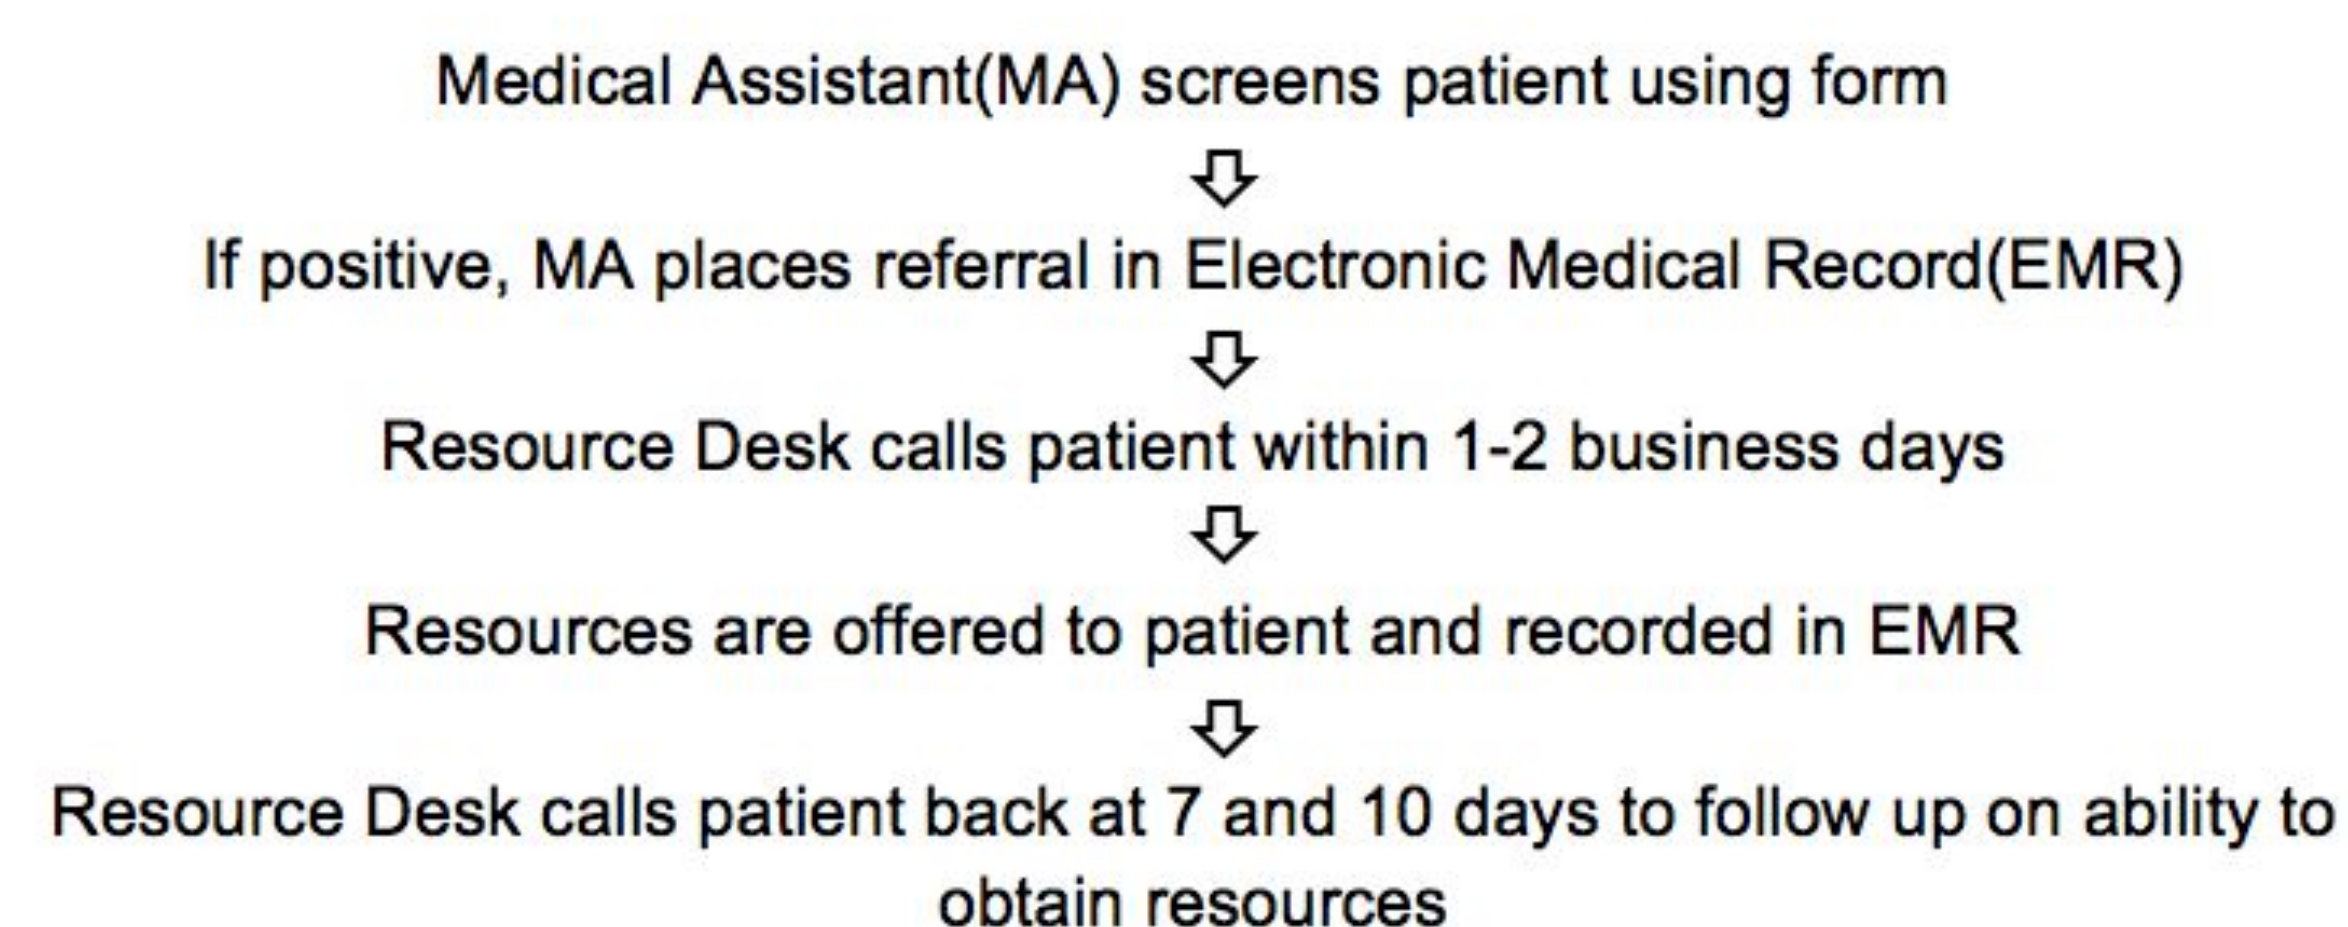 Medical Assistant(MA) screens patient using form
If positive, MA places referral in Electronic Medical Record(EMR)
Resource Desk calls patient within 1-2 business days
Resources are offered to patient and recorded in EMR
Resource Desk calls patient back at 7 and 10 days to follow up on ability to
obtain resources